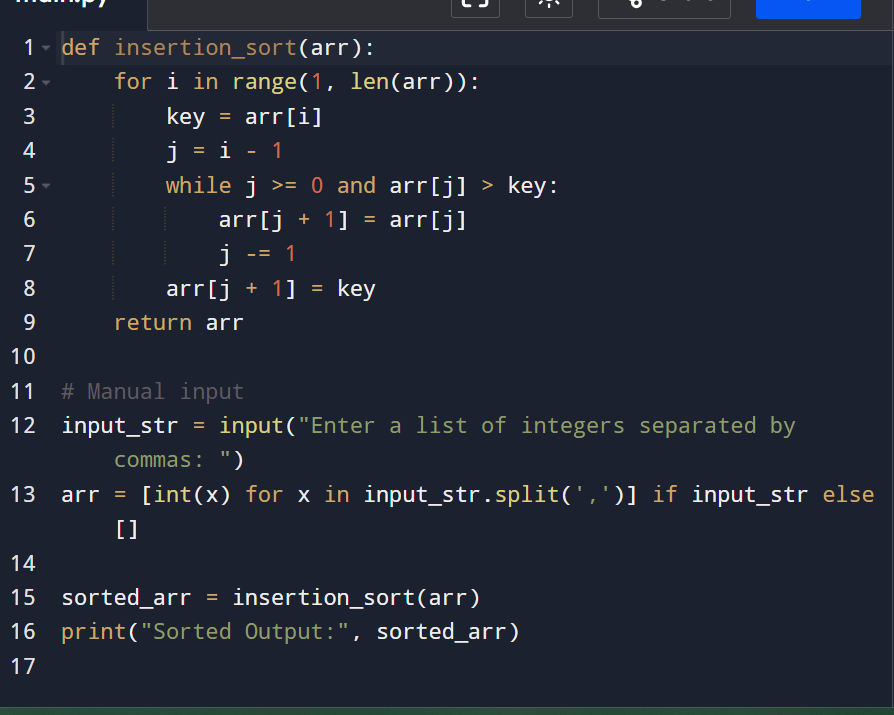 main.py
1 def insertion_sort(arr):
2     for i in range(1, len(arr)):
3         key = arr[i]
4         j = i - 1
5         while j >= 0 and arr[j] > key:
6             arr[j + 1] = arr[j]
7             j -= 1
8         arr[j + 1] = key
9     return arr
10
11 # Manual input
12 input_str = input("Enter a list of integers separated by
    commas: ")
13 arr = [int(x) for x in input_str.split(',')] if input_str else
    []
14
15 sorted_arr = insertion_sort(arr)
16 print("Sorted Output:", sorted_arr)
17